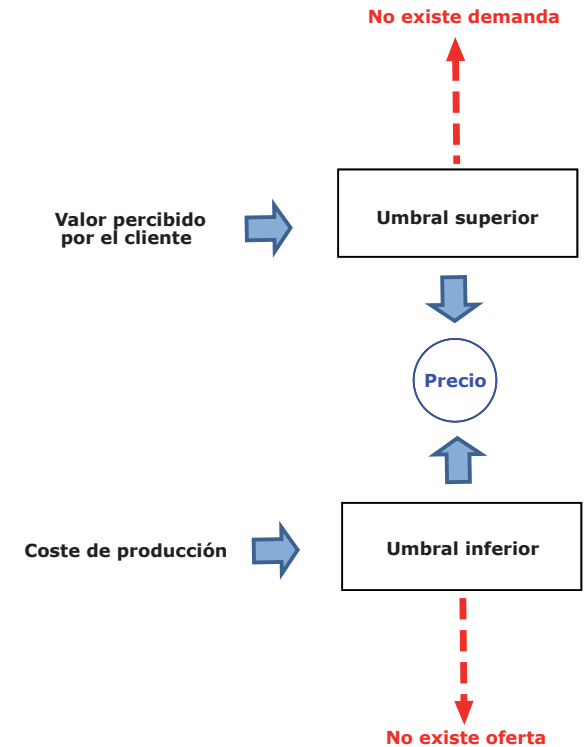 No existe demanda
Valor percibido
por el cliente
Umbral superior
Precio
Coste de producción
Umbral inferior
No existe oferta